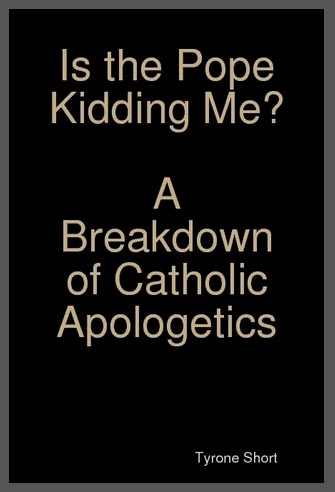 Is the Pope
Kidding Me?
A
Breakdown
of Catholic
Apologetics
Tyrone Short